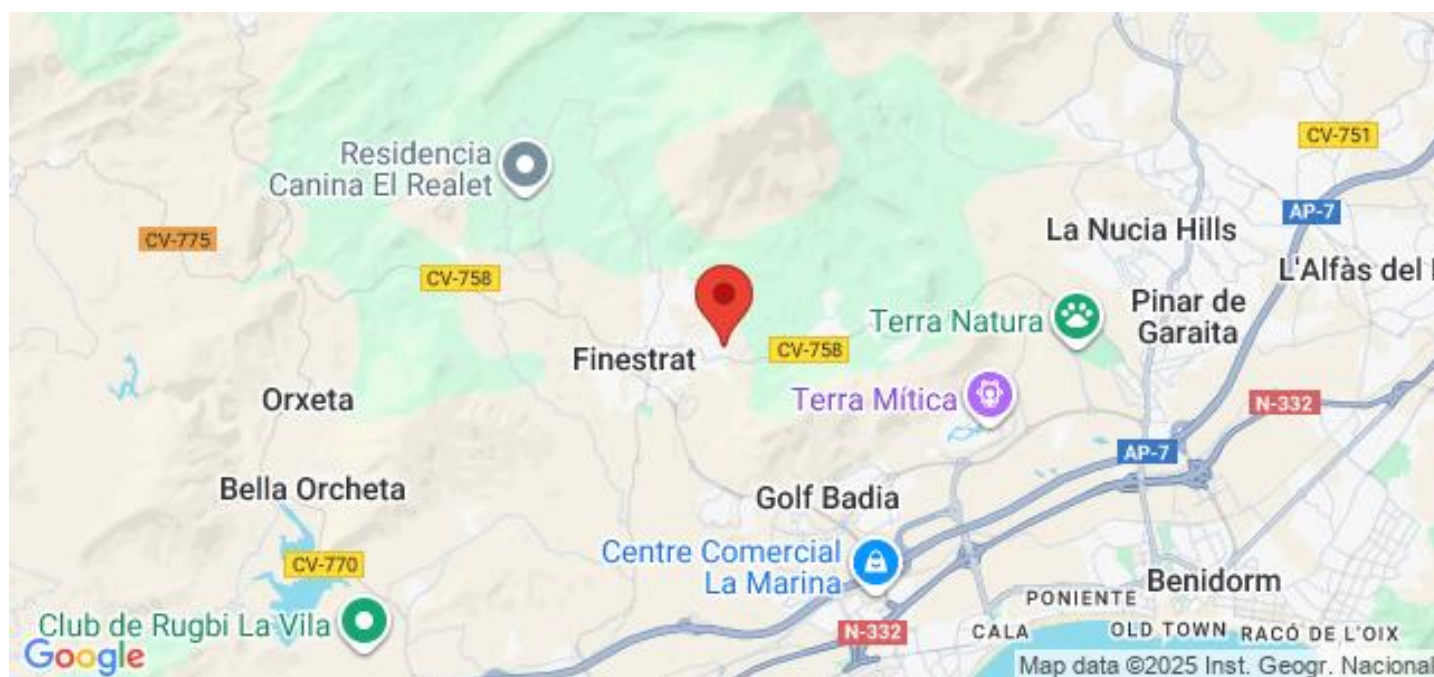 CV-751
Residencia
Canina El Realet
AP-7
La Nucia Hills
CV-775
CV-758
L'Alfàs del
Pinar de
Garaita
Terra Natura
Finestrat
CV-758
Orxeta
Terra Mítica
N-332
AP-7
Bella Orcheta
Golf Badia
Centre Comercial
La Marina
CV-770
Benidorm
PONIENTE
Club de Rugbi La Vila
N-332
CALA
OLD TOWN
RACÓ DE L'OIX
Google
Map data ©2025 Inst. Geogr. Nacional